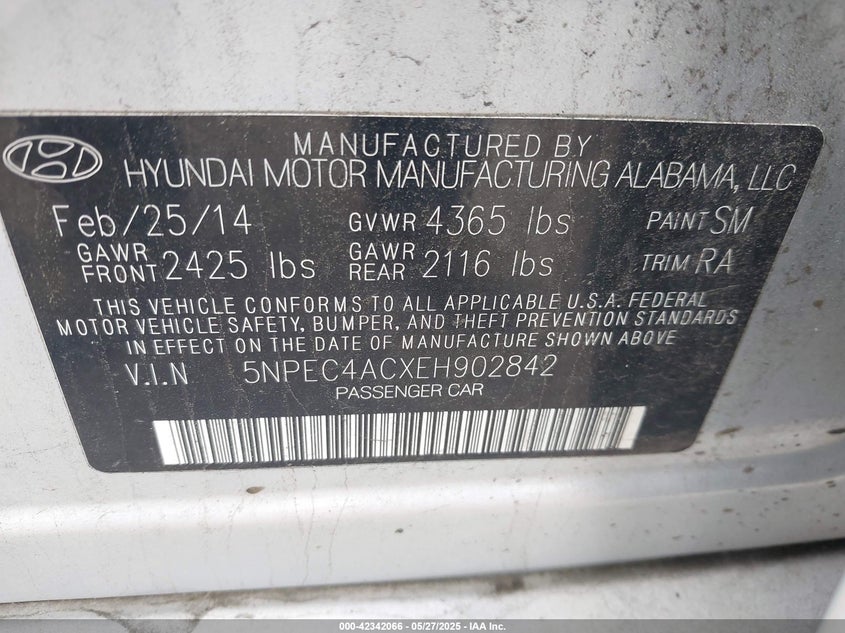 MANUFACTURED BY
HYUNDAI MOTOR MANUFACTURING ALABAMA, LLC
Feb/25/14 GVWR 4365 lbs PAINT SM
GAWR FRONT 2425 lbs GAWR REAR 2116 lbs TRIM RA
THIS VEHICLE CONFORMS TO ALL APPLICABLE U.S.A. FEDERAL
MOTOR VEHICLE SAFETY, BUMPER, AND THEFT PREVENTION STANDARDS
IN EFFECT ON THE DATE OF MANUFACTURE SHOWN ABOVE
V.I.N 5NPEC4ACXEH902842
PASSENGER CAR
000-42342066 — 05/27/2025 — IAA Inc.